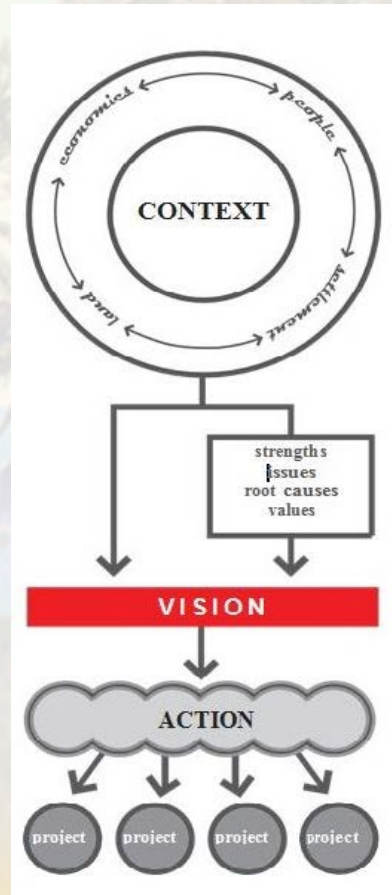 economics
people
CONTEXT
land
settlement
strengths
issues
root causes
values
VISION
ACTION
project
project
project
project